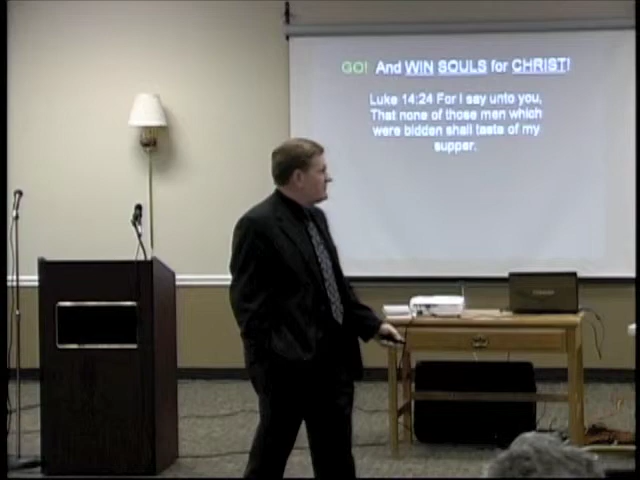 GO! And WIN SOULS for CHRIST!
Luke 14:24 For I say unto you,
That none of those men which
were bidden shall taste of my
supper.